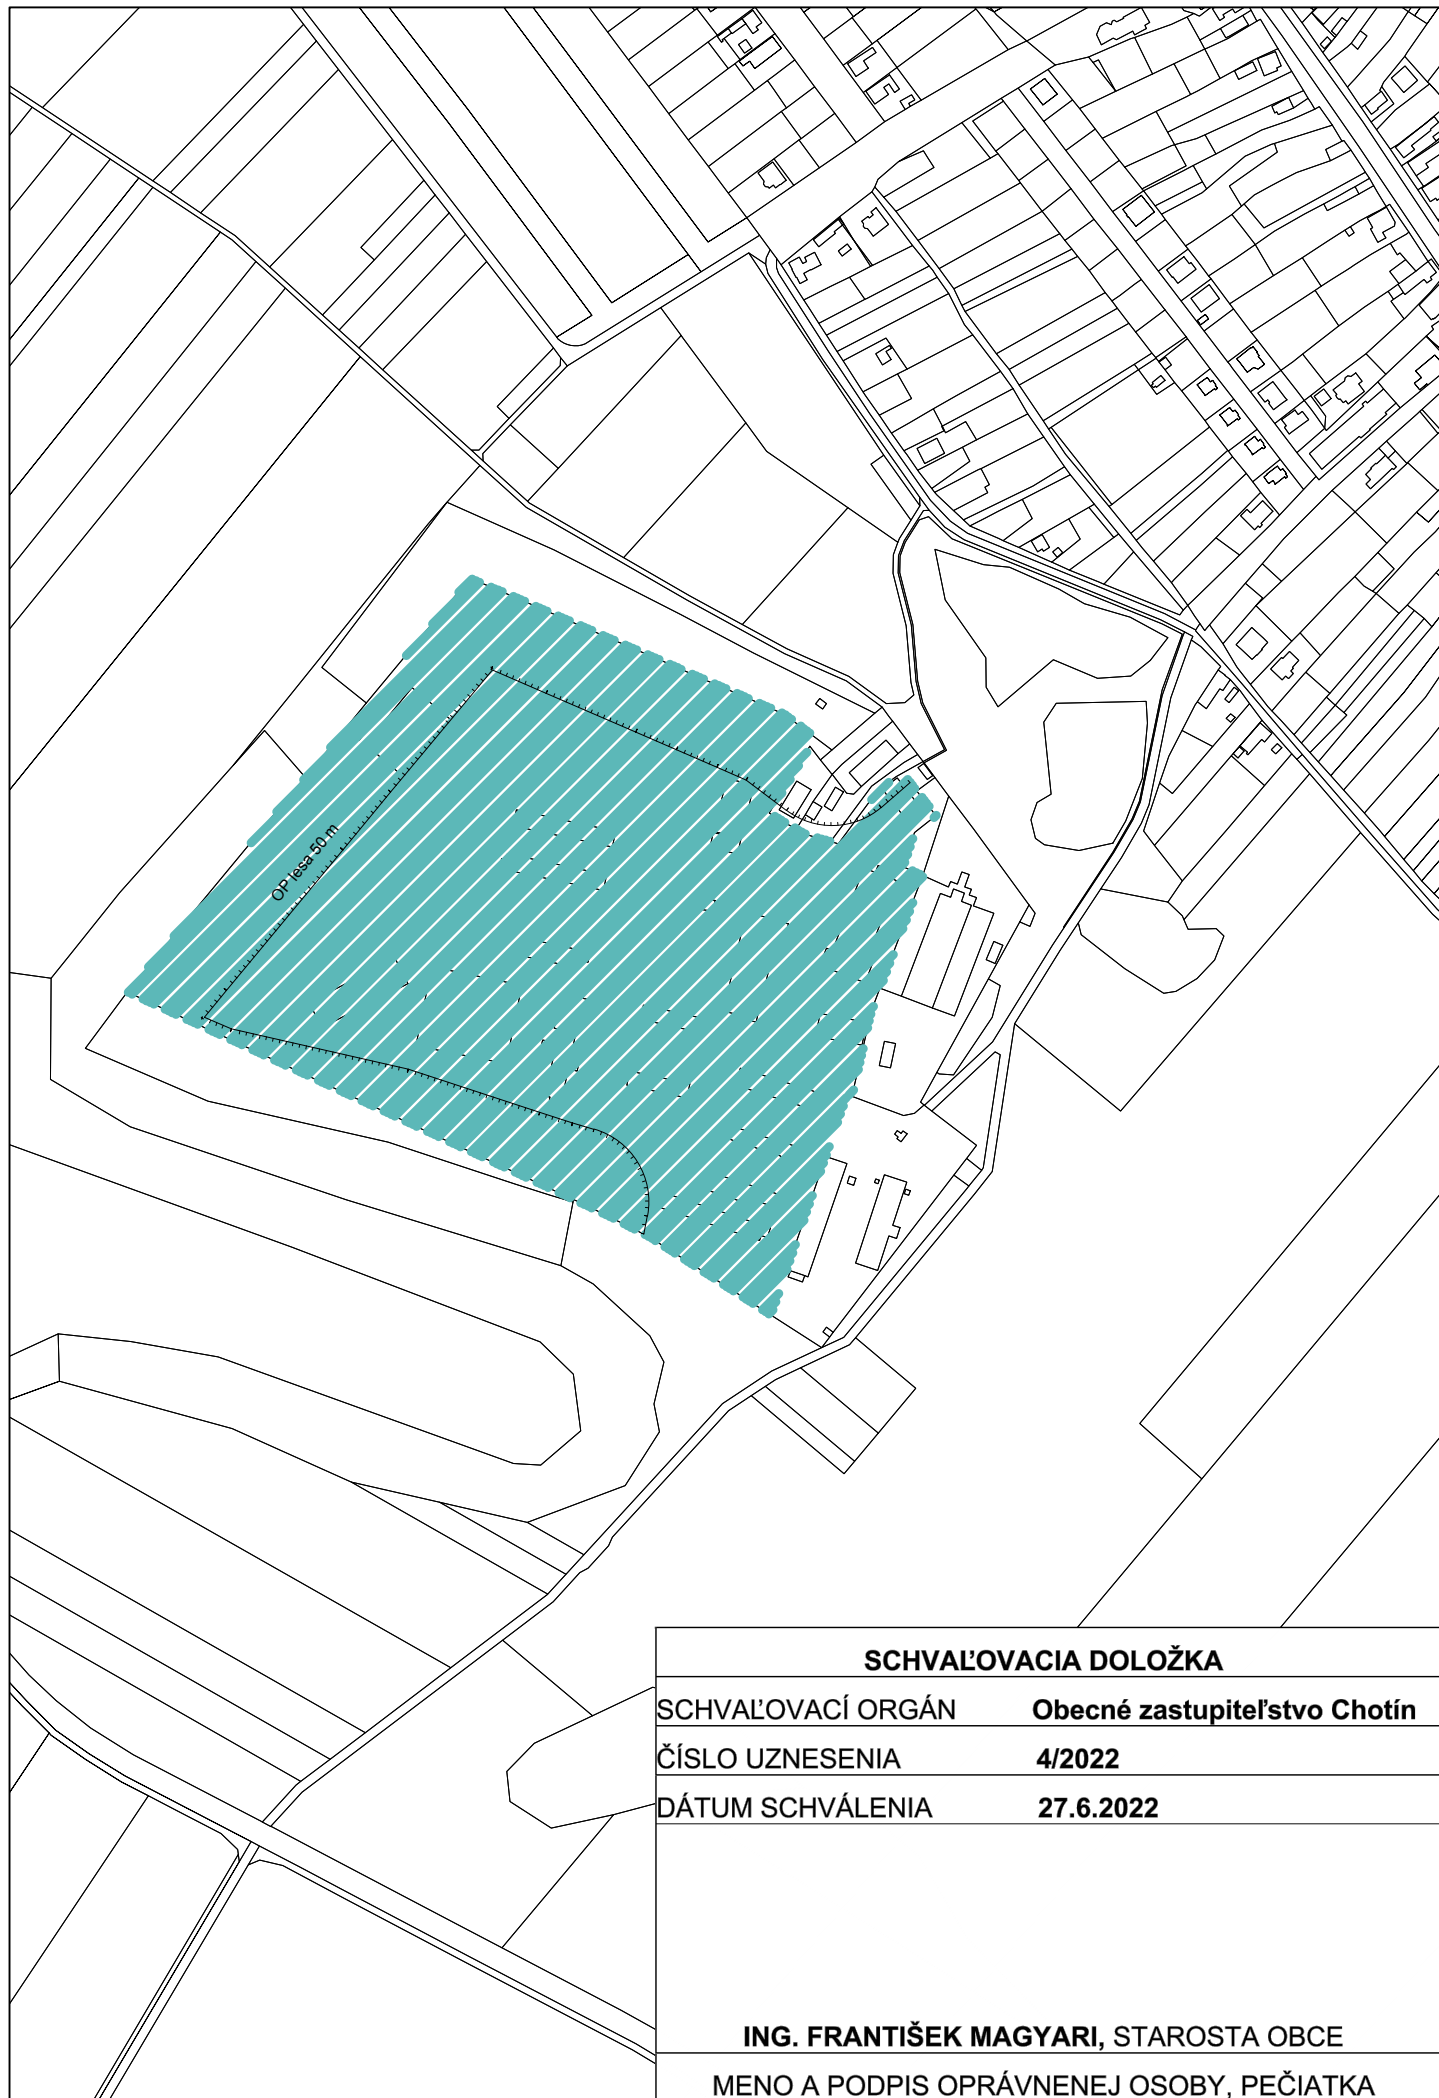 OP lesa 50 m
SCHVAĽOVACIA DOLOŽKA
SCHVAĽOVACÍ ORGÁN Obecné zastupiteľstvo Chotín
ČÍSLO UZNESENIA 4/2022
DÁTUM SCHVÁLENIA 27.6.2022
ING. FRANTIŠEK MAGYARI, STAROSTA OBCE
MENO A PODPIS OPRÁVNENEJ OSOBY, PEČIATKA